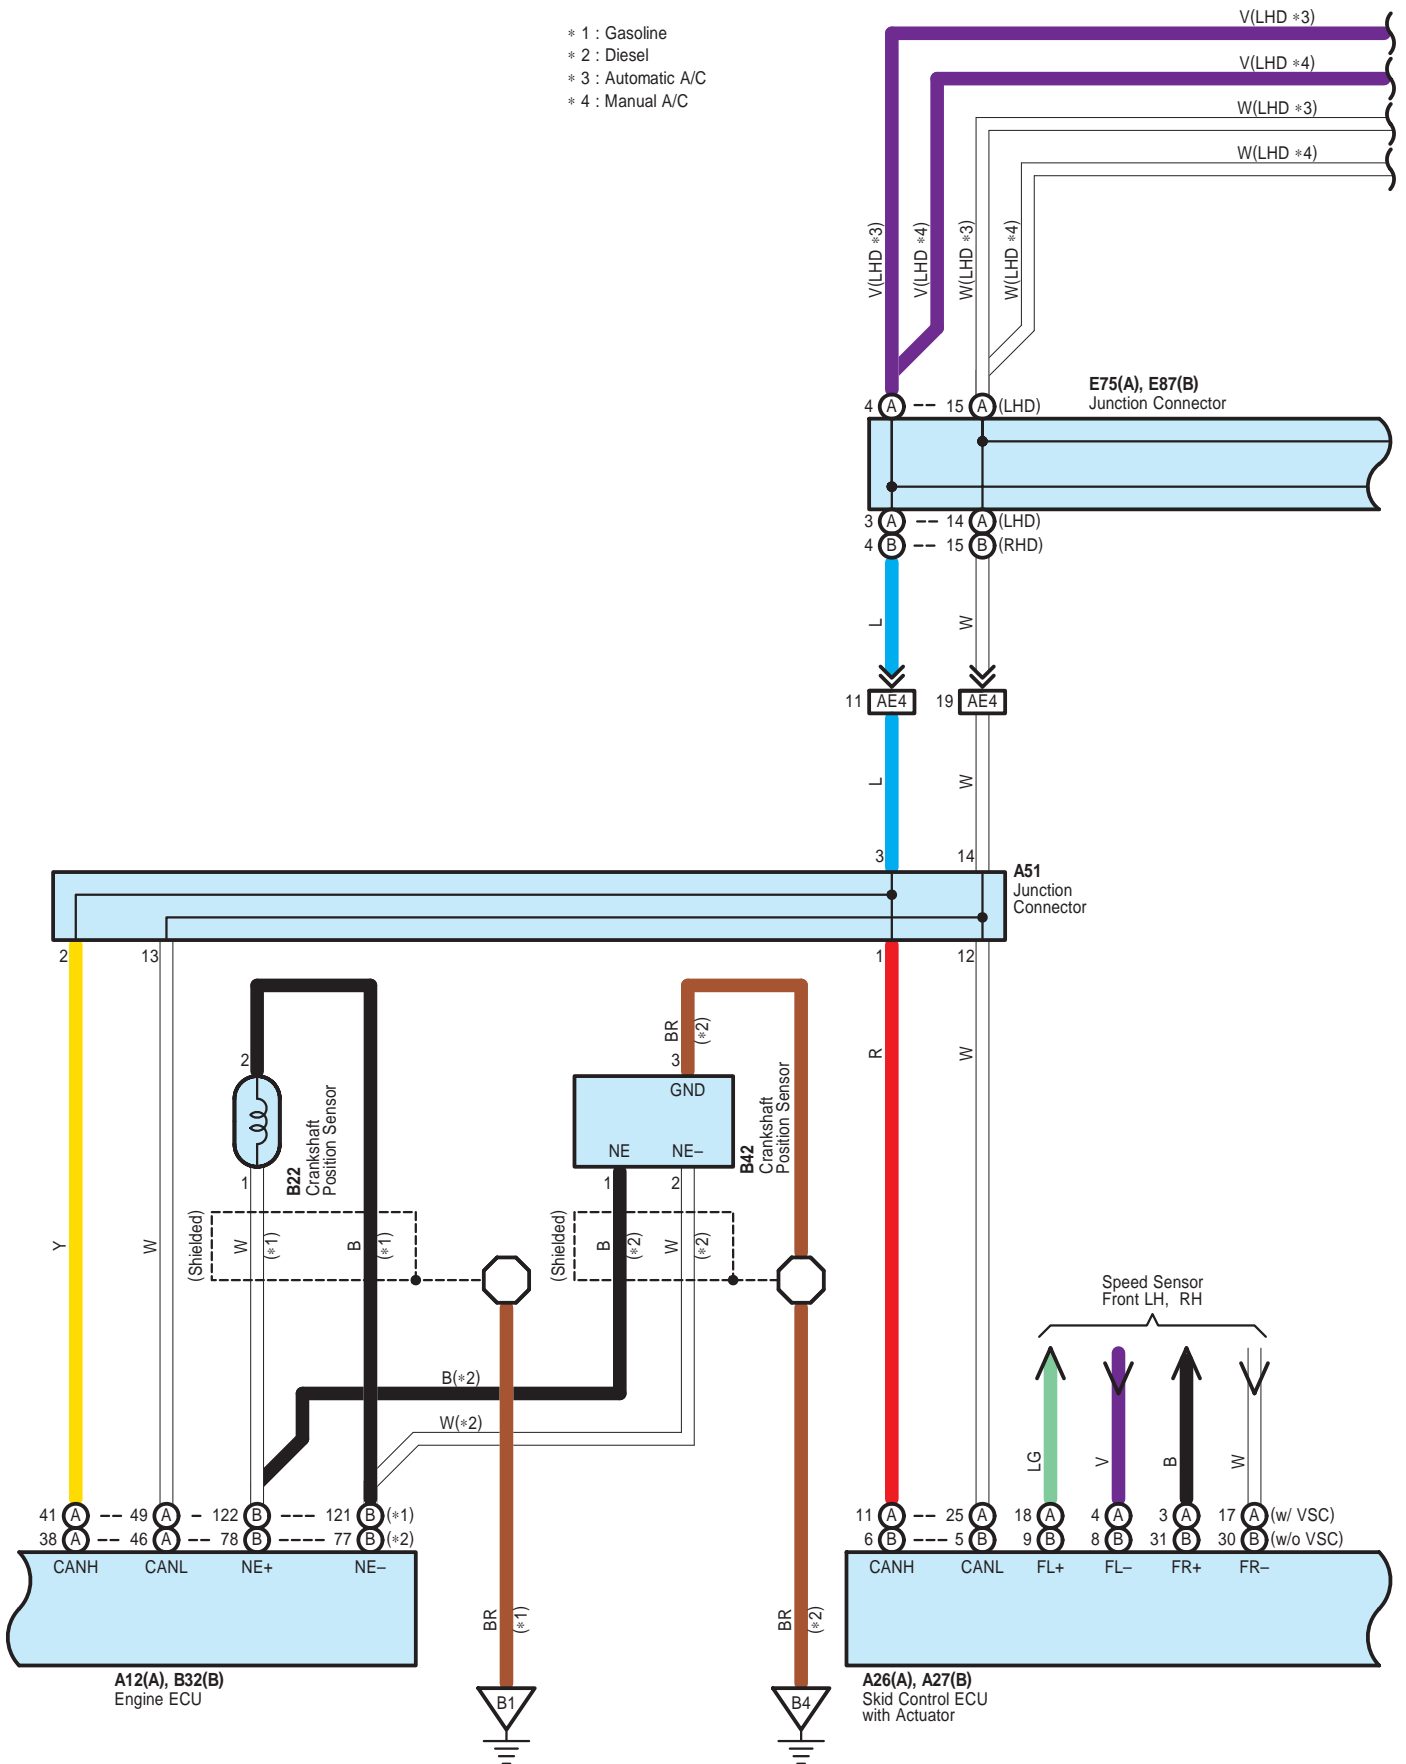 * 1 : Gasoline
* 2 : Diesel
* 3 : Automatic A/C
* 4 : Manual A/C
V(LHD *3)
V(LHD *4)
W(LHD *3)
W(LHD *4)
V(LHD *3)
V(LHD *4)
W(LHD *3)
W(LHD *4)
E75(A), E87(B)
Junction Connector
4 A 15 A (LHD)
3 A 14 A (LHD)
4 B 15 B (RHD)
L W
11 AE4 19 AE4
L W
3 14
A51
Junction
Connector
2 13 1 12
BR
(*2)
R W
2 3
GND
NE NE–
B22
Crankshaft
Position Sensor
B42
Crankshaft
Position Sensor
1 1 2
Y W
(Shielded)
W
(*1)
B
(*1)
(Shielded)
B
(*2)
W
(*2)
Speed Sensor
Front LH, RH
B(*2)
W(*2)
LG V B W
41 A 49 A 122 B 121 B (*1)
38 A 46 A 78 B 77 B (*2)
CANH CANL NE+ NE–
11 A 25 A 18 A 4 A 3 A 17 A (w/ VSC)
6 B 5 B 9 B 8 B 31 B 30 B (w/o VSC)
CANH CANL FL+ FL– FR+ FR–
BR
(*1)
BR
(*2)
A12(A), B32(B)
Engine ECU
B1
B4
A26(A), A27(B)
Skid Control ECU
with Actuator